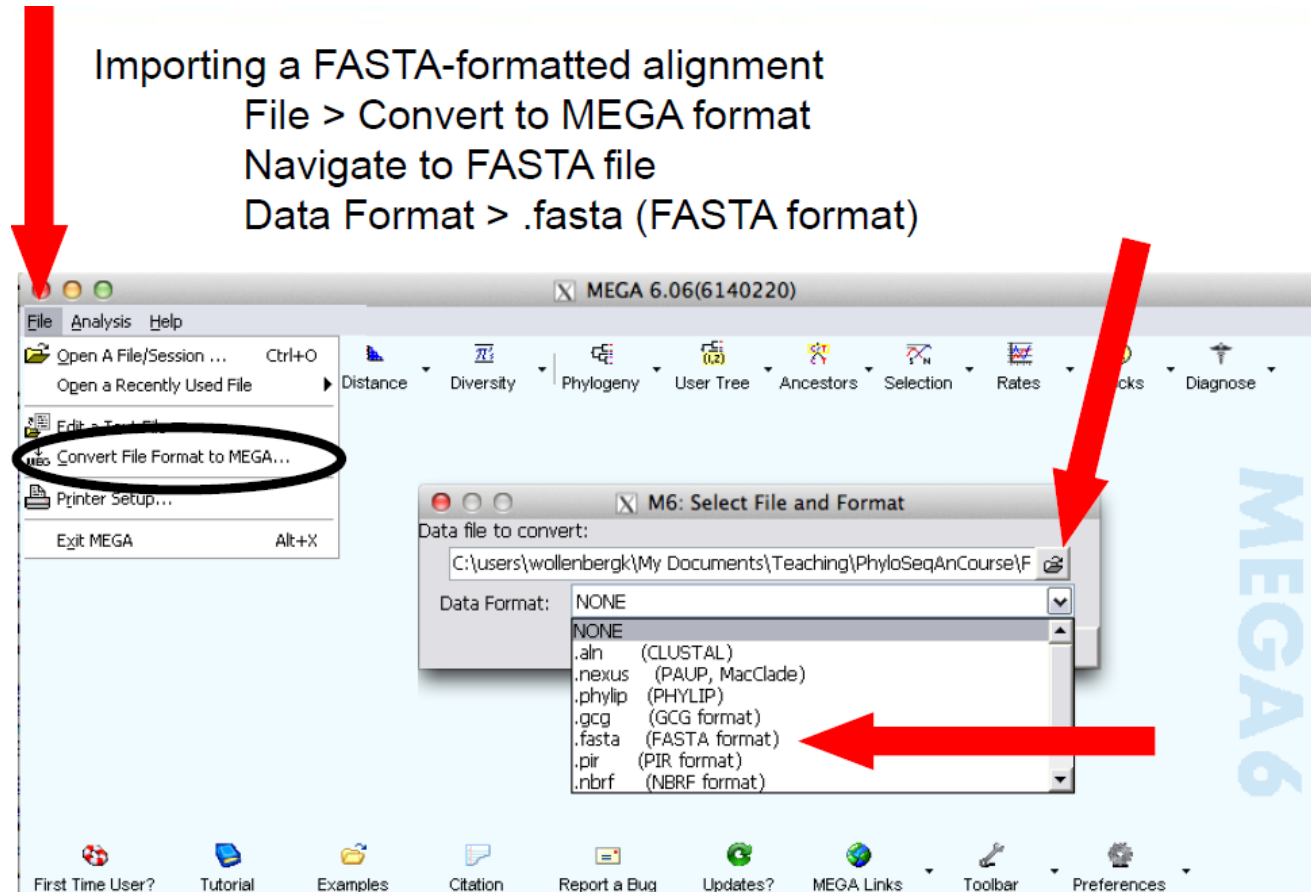 Importing a FASTA-formatted alignment
File > Convert to MEGA format
Navigate to FASTA file
Data Format > .fasta (FASTA format)
MEGA 6.06(6140220)
File Analysis Help
Open A File/Session ... Ctrl+O
Open a Recently Used File
Edit a Text File
Convert File Format to MEGA...
Printer Setup...
Exit MEGA Alt+X
Distance Diversity Phylogeny User Tree Ancestors Selection Rates Diagnose
M6: Select File and Format
Data file to convert:
C:\users\wollenbergk\My Documents\Teaching\PhyloSeqAnCourse\F
Data Format: NONE
NONE
.aln (CLUSTAL)
.nexus (PAUP, MacClade)
.phylip (PHYLIP)
.gcg (GCG format)
.fasta (FASTA format)
.pir (PIR format)
.nbrf (NBRF format)
MEGA6
First Time User? Tutorial Examples Citation Report a Bug Updates? MEGA Links Toolbar Preferences